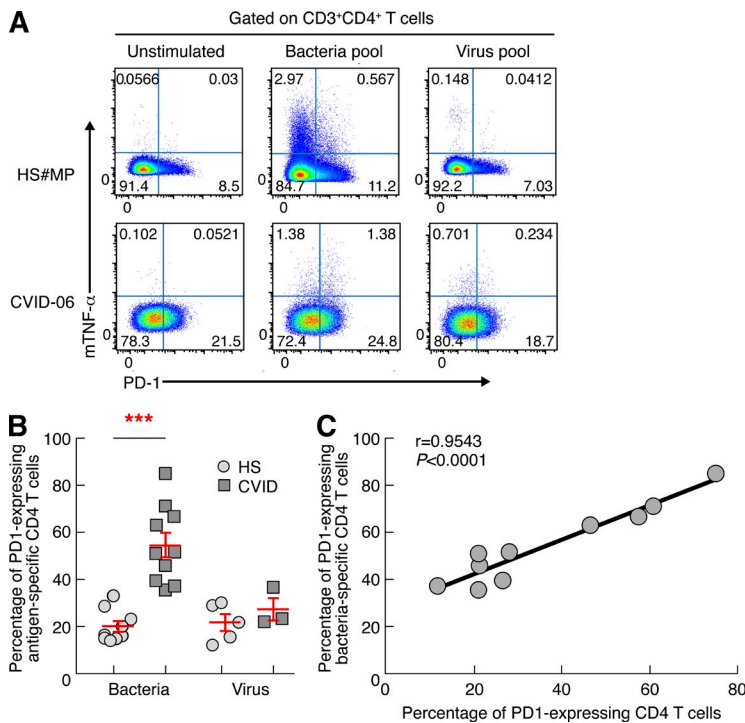 A
Gated on CD3+CD4+ T cells
Unstimulated Bacteria pool Virus pool
HS#MP
0.0566 0.03
91.4 8.5
0
0
2.97 0.567
84.7 11.2
0
0
0.148 0.0412
92.2 7.03
0
0
CVID-06
0.102 0.0521
78.3 21.5
0
0
1.38 1.38
72.4 24.8
0
0
0.701 0.234
80.4 18.7
0
0
mTNF-α
PD-1
B
Percentage of PD1-expressing
antigen-specific CD4 T cells
100
80
60
40
20
0
***
HS
CVID
Bacteria Virus
C
Percentage of PD1-expressing
bacteria-specific CD4 T cells
100
80
60
40
20
0
r=0.9543
P<0.0001
20 40 60 80
Percentage of PD1-expressing CD4 T cells